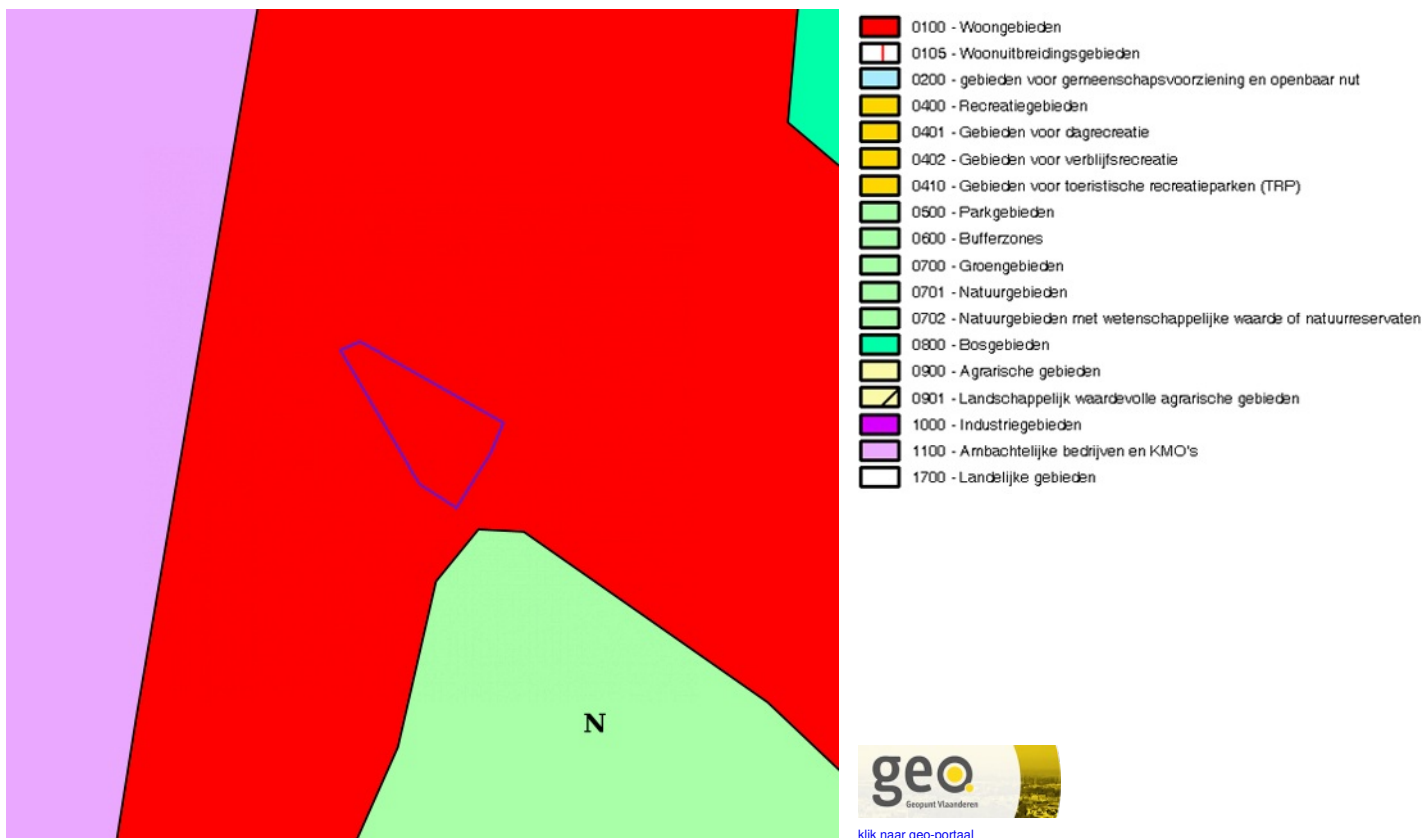 0100 - Woongebieden
0105 - Woonuitbreidingsgebieden
0200 - gebieden voor gemeenschapsvoorziening en openbaar nut
0400 - Recreatiegebieden
0401 - Gebieden voor dagrecreatie
0402 - Gebieden voor verblijfsrecreatie
0410 - Gebieden voor toeristische recreatieparken (TRP)
0500 - Parkgebieden
0600 - Bufferzones
0700 - Groengebieden
0701 - Natuurgebieden
0702 - Natuurgebieden met wetenschappelijke waarde of natuurreservaten
0800 - Bosgebieden
0900 - Agrarische gebieden
0901 - Landschappelijk waardevolle agrarische gebieden
1000 - Industriegebieden
1100 - Ambachtelijke bedrijven en KMO's
1700 - Landelijke gebieden
N
geo.
Geopunt Vlaanderen
klik naar geo-portaal